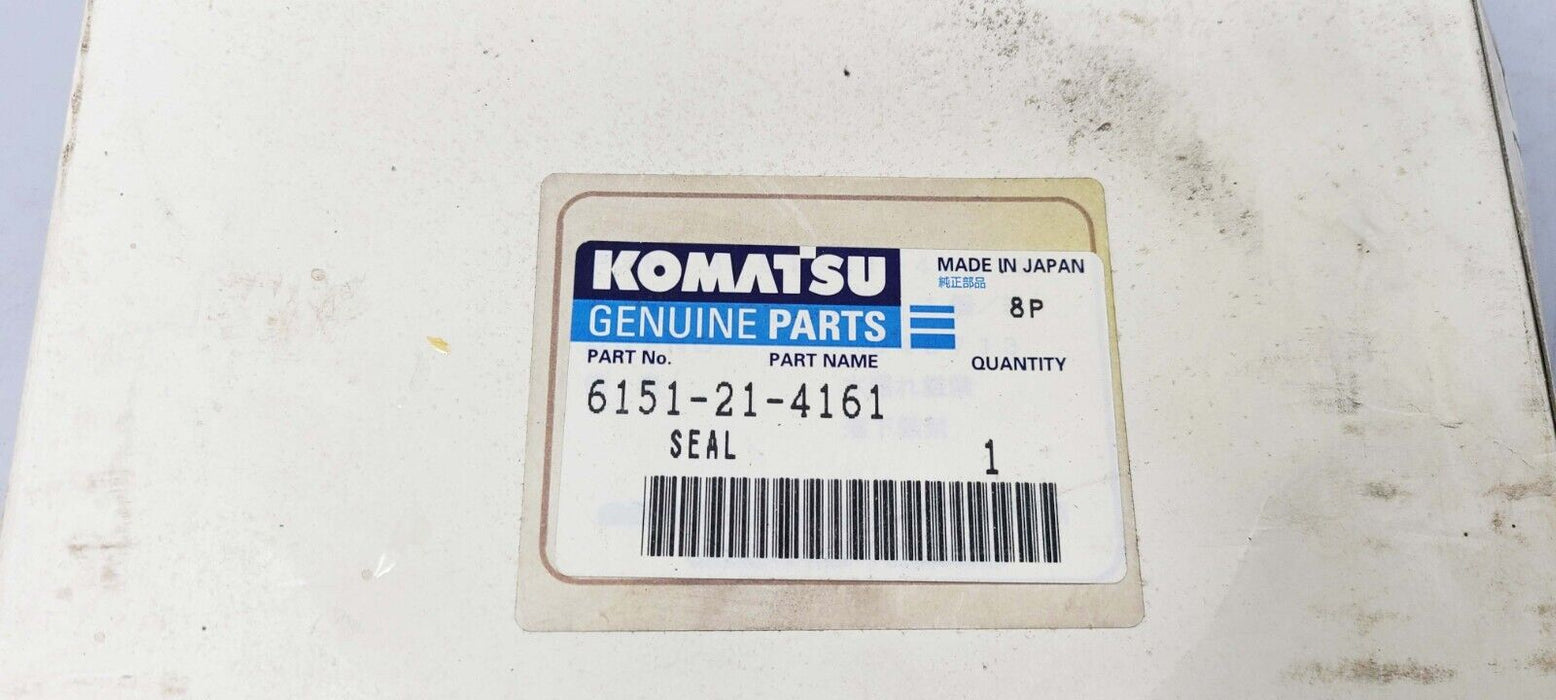 KOMATSU
GENUINE PARTS
MADE IN JAPAN
純正部品
8P
PART No. PART NAME QUANTITY
6151-21-4161
SEAL
1